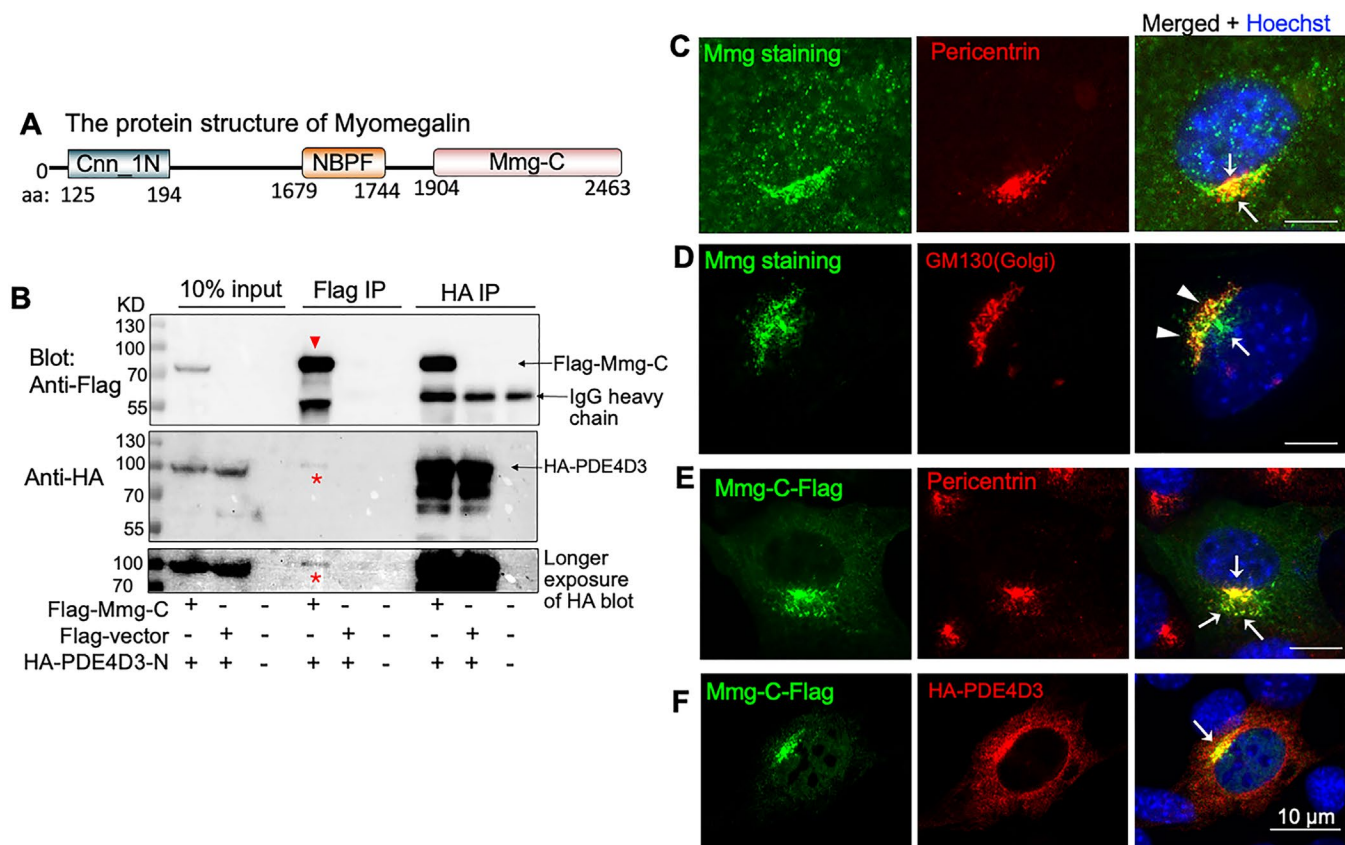 A The protein structure of Myomegalin
0 Cnn_1N NBPF Mmg-C
aa: 125 194 1679 1744 1904 2463
B
10% input Flag IP HA IP
KD
Blot:
Anti-Flag
130
100
70
55
Flag-Mmg-C
IgG heavy
chain
Anti-HA
130
100
70
55
HA-PDE4D3
*
100
70
*
Longer
exposure
of HA blot
Flag-Mmg-C + - - + - - + - -
Flag-vector - + - - + - - + -
HA-PDE4D3-N + + - + + - + + -
Merged + Hoechst
C Mmg staining Pericentrin
D Mmg staining GM130(Golgi)
E Mmg-C-Flag Pericentrin
F Mmg-C-Flag HA-PDE4D3
10 µm